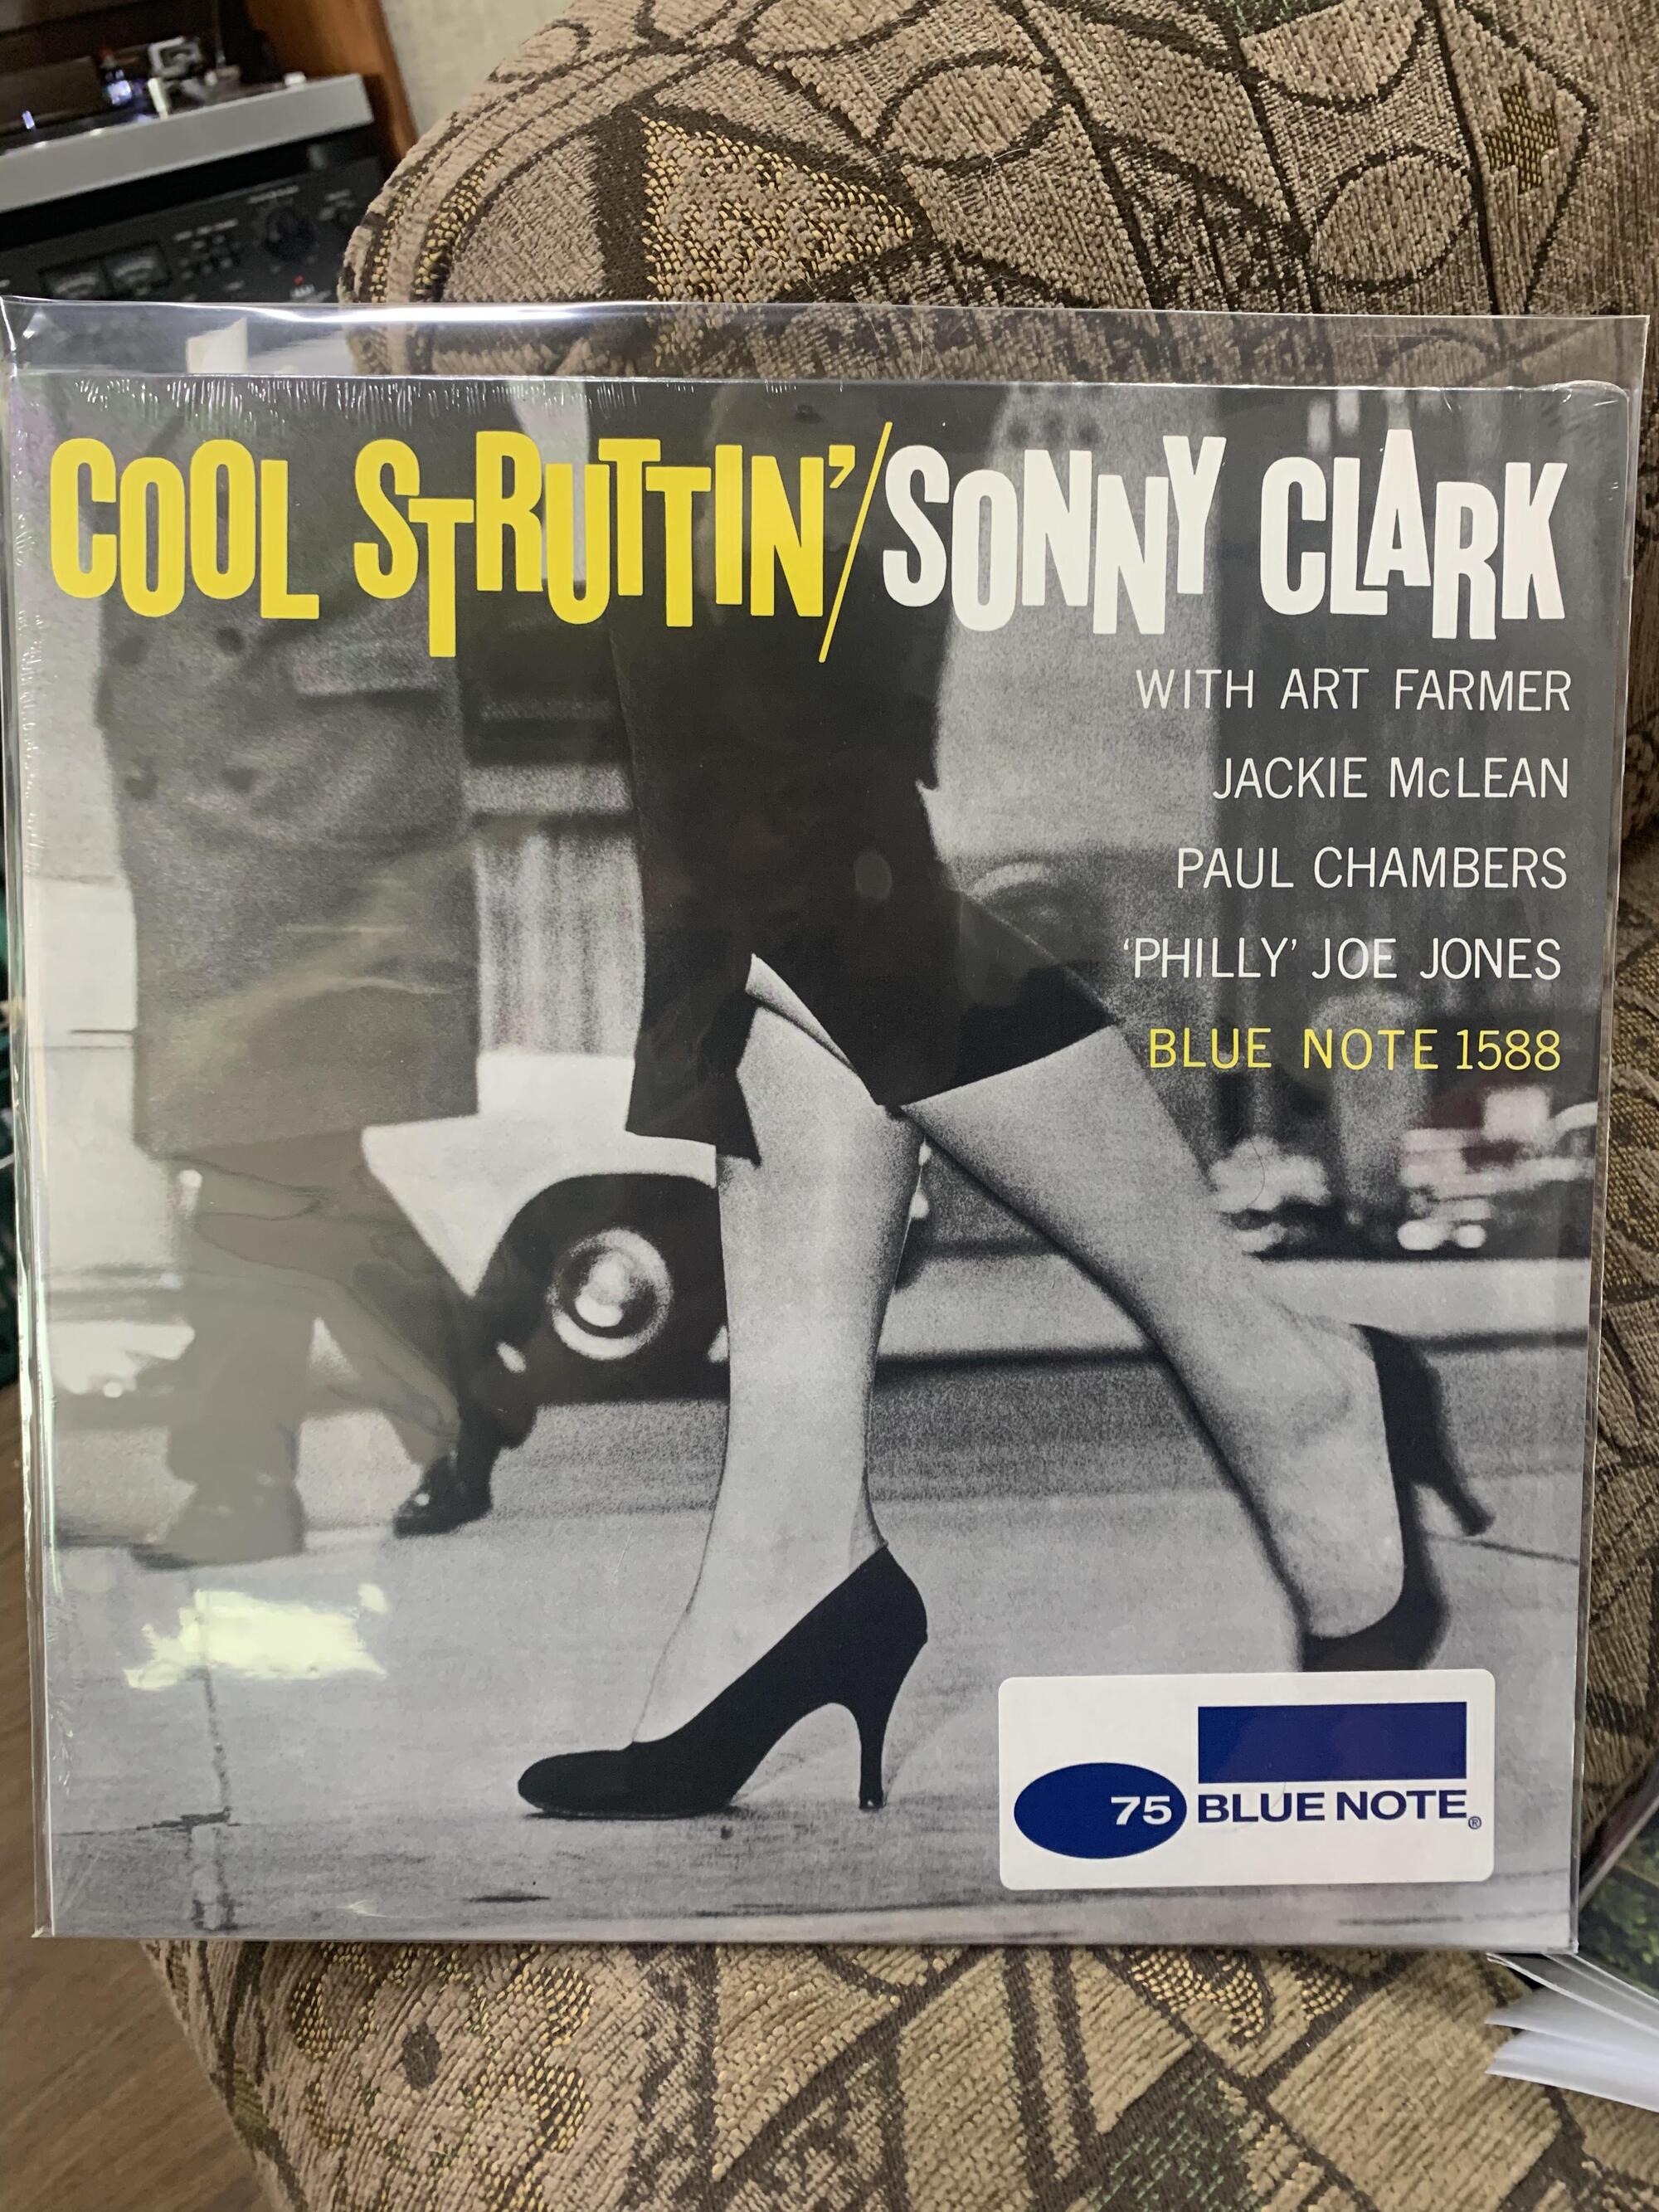 COOL STRUTTIN'/SONNY CLARK
WITH ART FARMER
JACKIE McLEAN
PAUL CHAMBERS
'PHILLY' JOE JONES
BLUE NOTE 1588
75 BLUE NOTE®